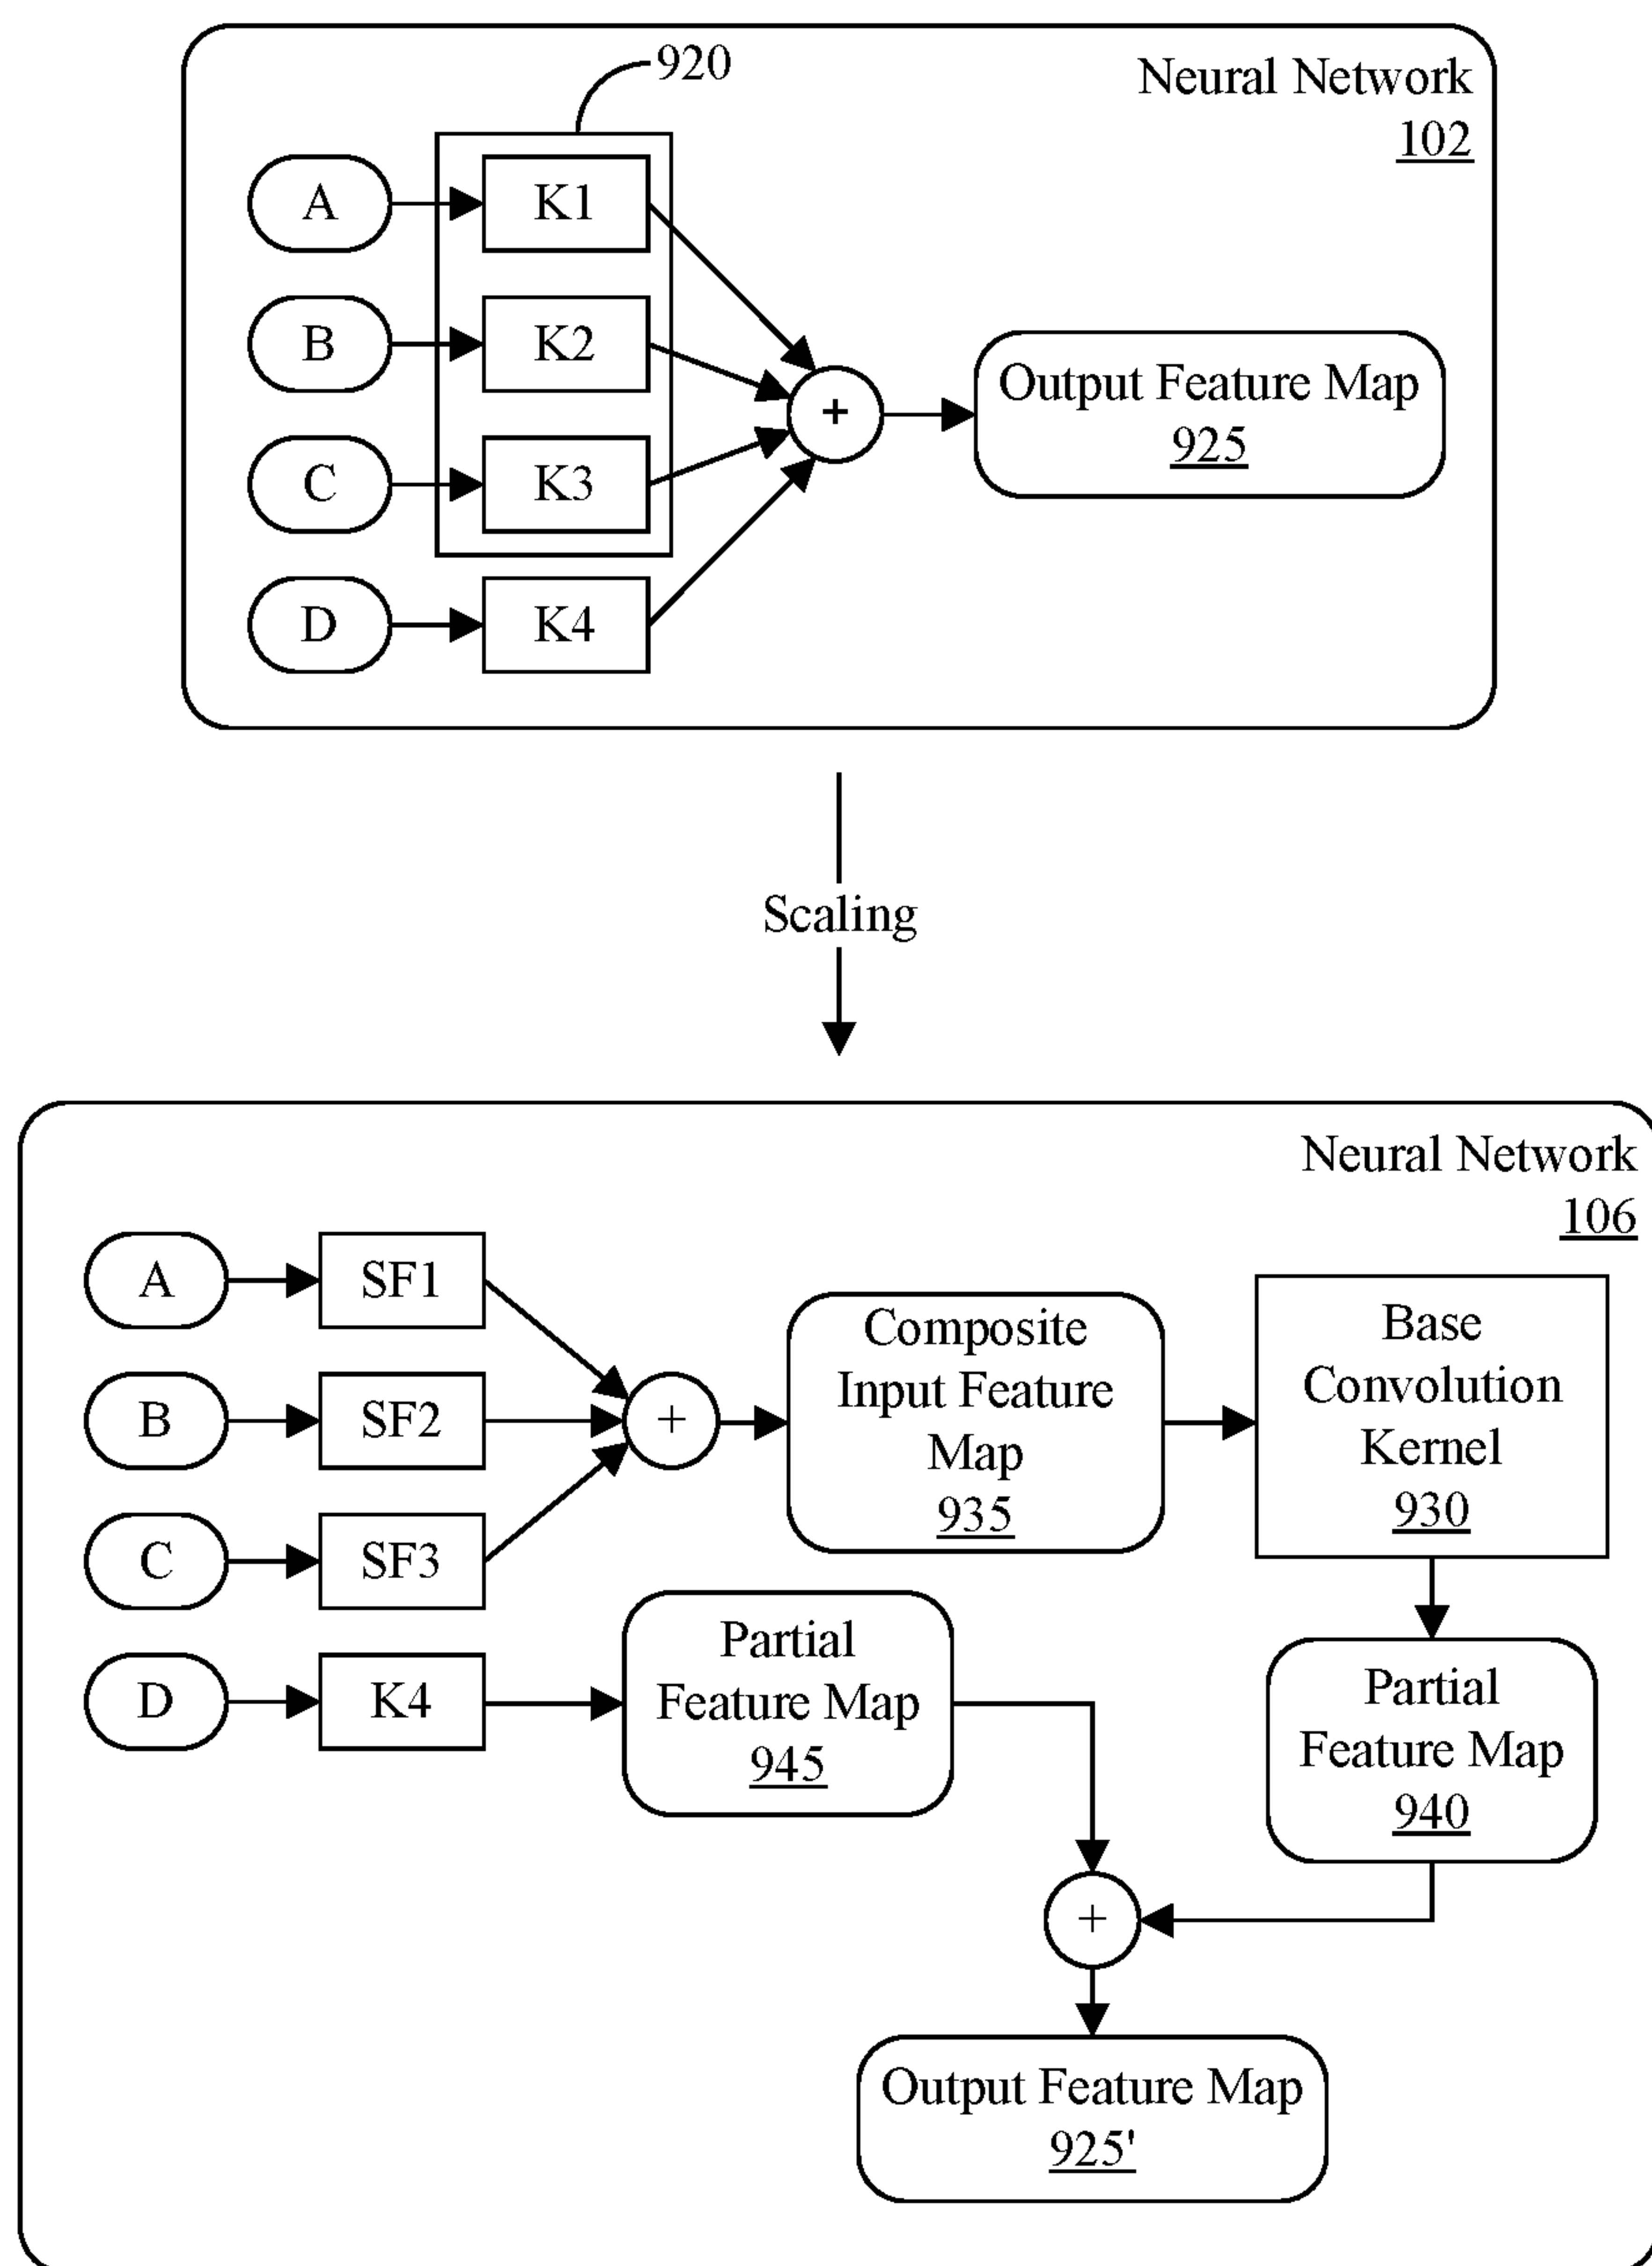 920
Neural Network
102
A
K1
B
K2
+
Output Feature Map
925
C
K3
D
K4
Scaling
Neural Network
106
A
SF1
B
SF2
+
Composite
Input Feature
Map
935
Base
Convolution
Kernel
930
C
SF3
D
K4
Partial
Feature Map
945
Partial
Feature Map
940
+
Output Feature Map
925'